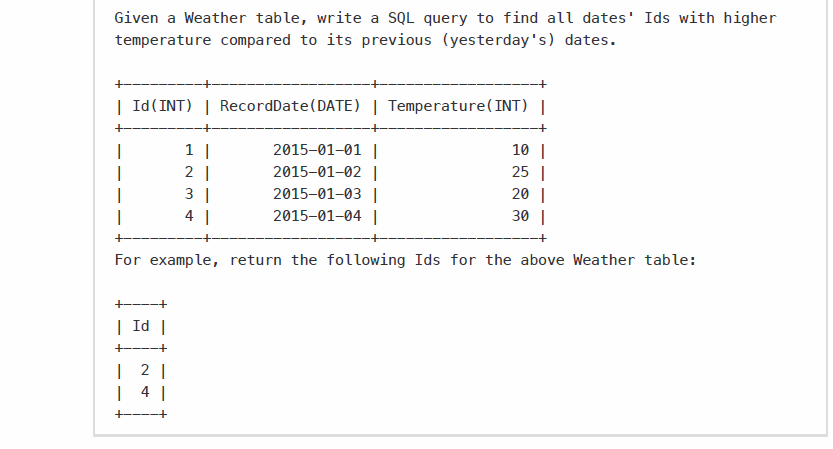 Given a Weather table, write a SQL query to find all dates' Ids with higher
temperature compared to its previous (yesterday's) dates.
+---------+------------------+------------------+
| Id(INT) | RecordDate(DATE) | Temperature(INT) |
+---------+------------------+------------------+
|       1 |       2015-01-01 |               10 |
|       2 |       2015-01-02 |               25 |
|       3 |       2015-01-03 |               20 |
|       4 |       2015-01-04 |               30 |
+---------+------------------+------------------+
For example, return the following Ids for the above Weather table:
+----+
| Id |
+----+
|  2 |
|  4 |
+----+